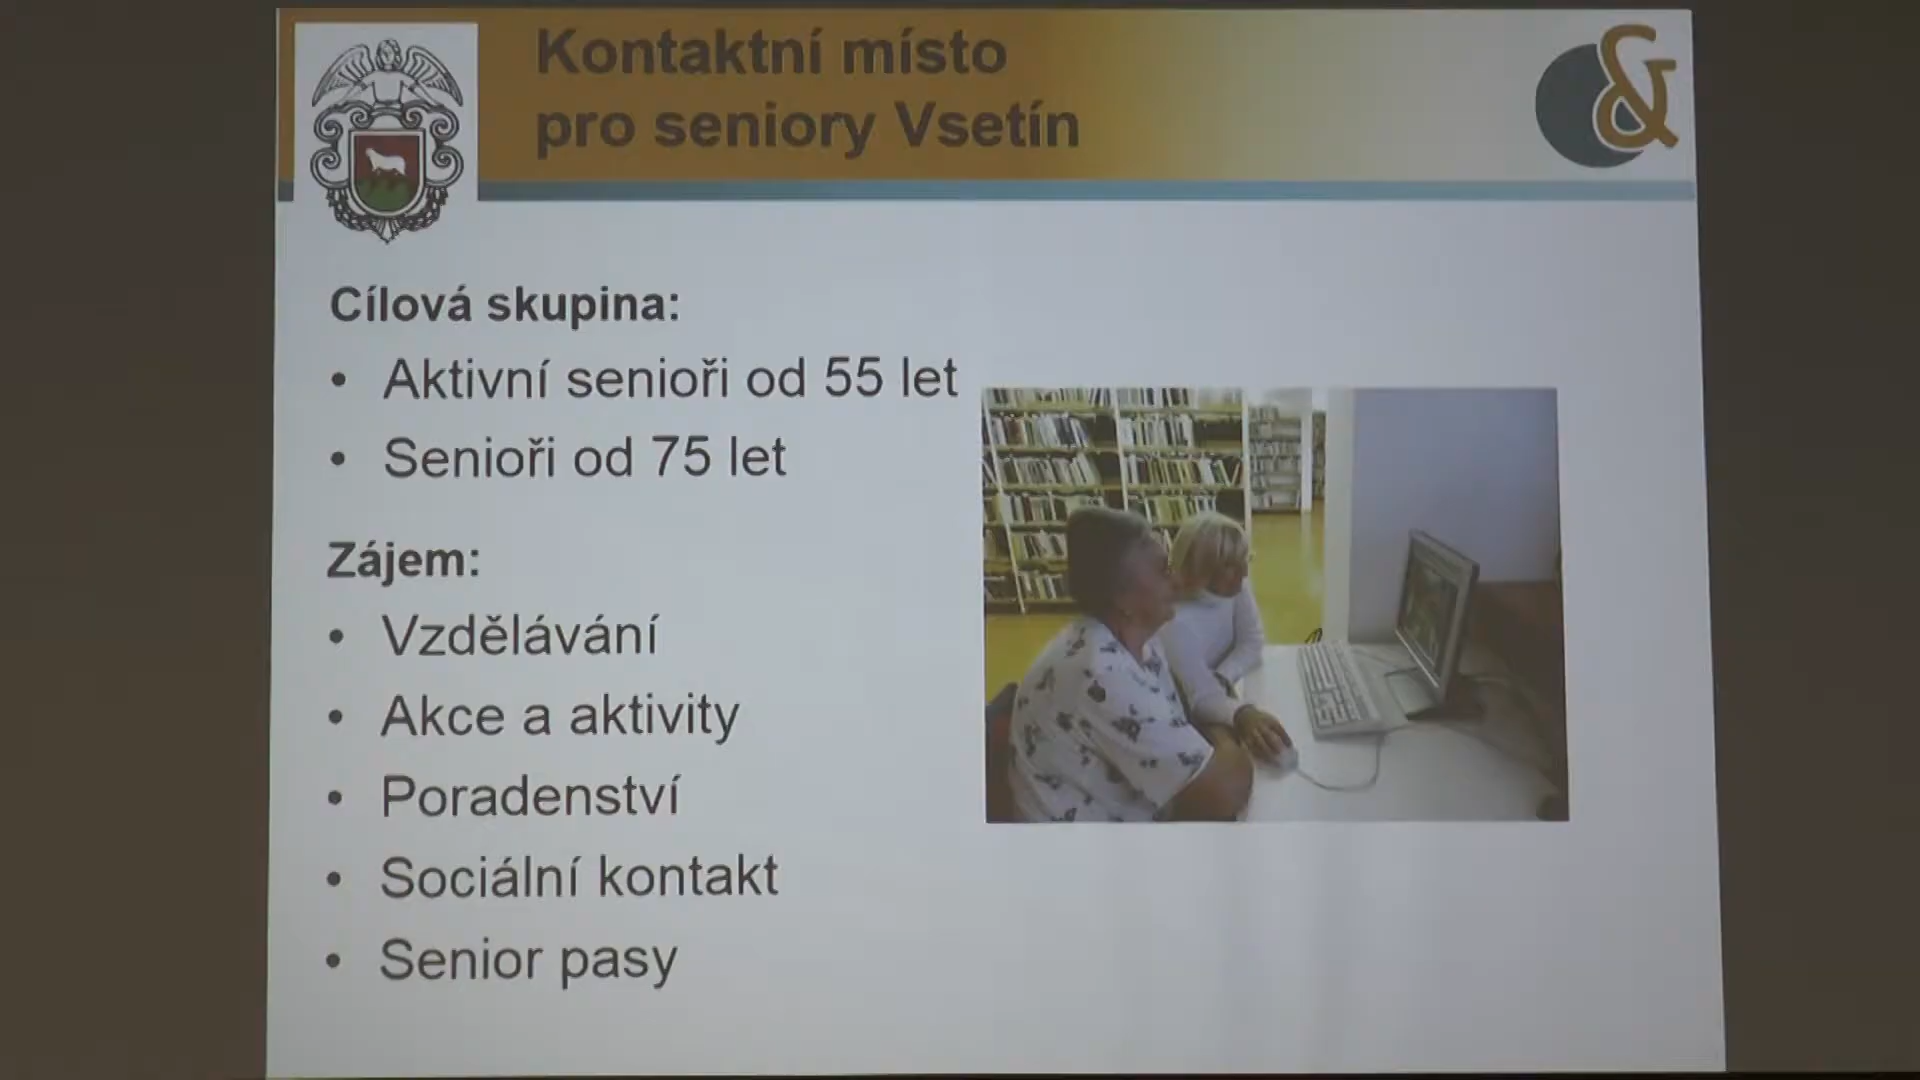 Kontaktní místo
pro seniory Vsetín
&
Cílová skupina:
• Aktivní senioři od 55 let
• Senioři od 75 let
Zájem:
• Vzdělávání
• Akce a aktivity
• Poradenství
• Sociální kontakt
• Senior pasy